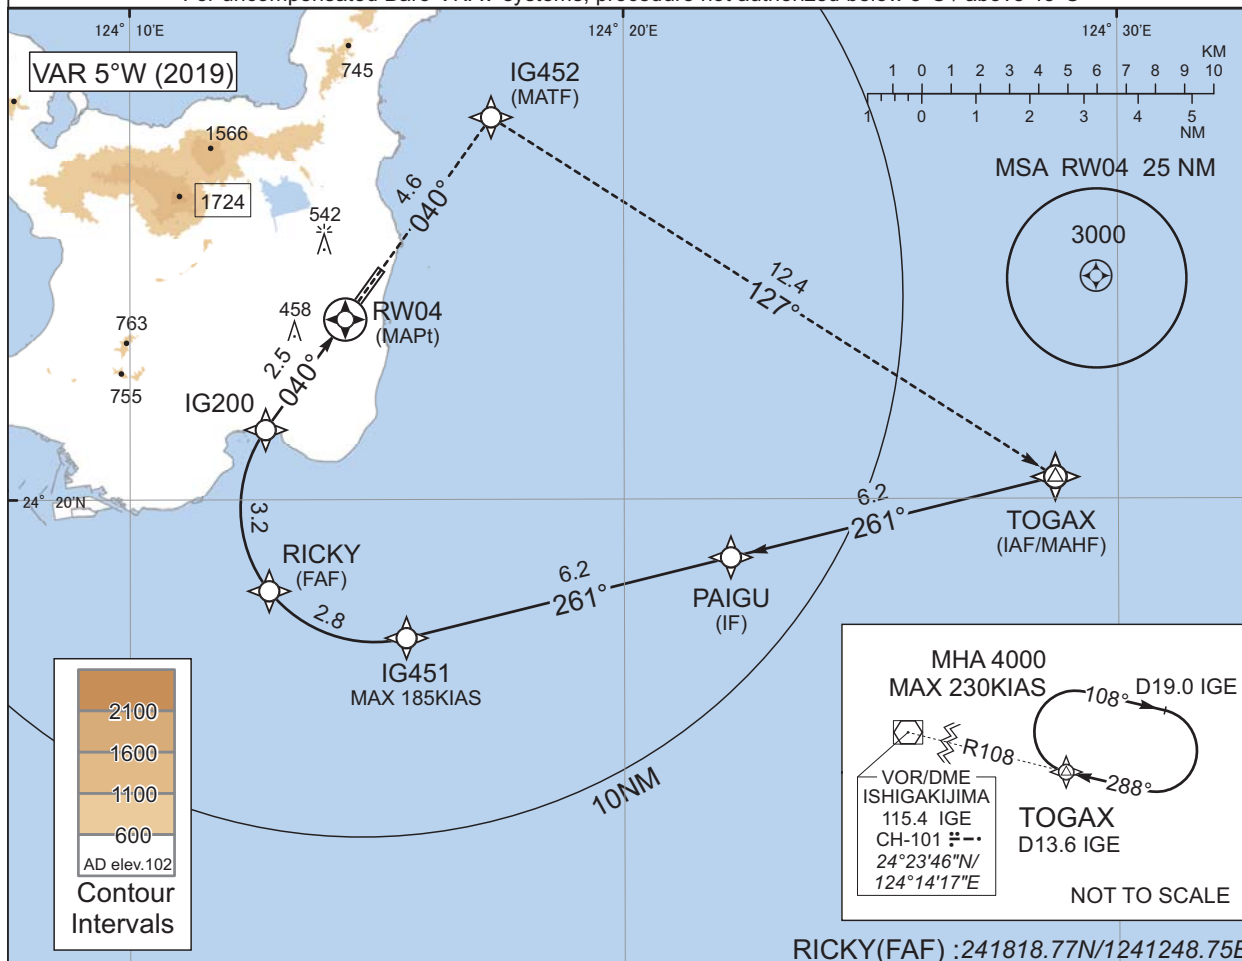 124° 10'E
124° 20'E
124° 30'E
VAR 5°W (2019)
745
IG452
(MATF)
KM
1 0 1 2 3 4 5 6 7 8 9 10
1 0 1 2 3 4 5
NM
1566
1724
542
4.6
040°
MSA RW04 25 NM
3000
12.4
127°
458
RW04
(MAPt)
763
755
2.5
040°
IG200
24° 20'N
3.2
6.2
261°
TOGAX
(IAF/MAHF)
RICKY
(FAF)
6.2
261°
PAIGU
(IF)
2.8
IG451
MAX 185KIAS
10NM
2100
1600
1100
600
AD elev.102
Contour
Intervals
MHA 4000
MAX 230KIAS
108°
D19.0 IGE
R108
288°
VOR/DME
ISHIGAKIJIMA
115.4 IGE
CH-101
24°23'46"N/
124°14'17"E
TOGAX
D13.6 IGE
NOT TO SCALE
RICKY(FAF) :241818.77N/1241248.75E